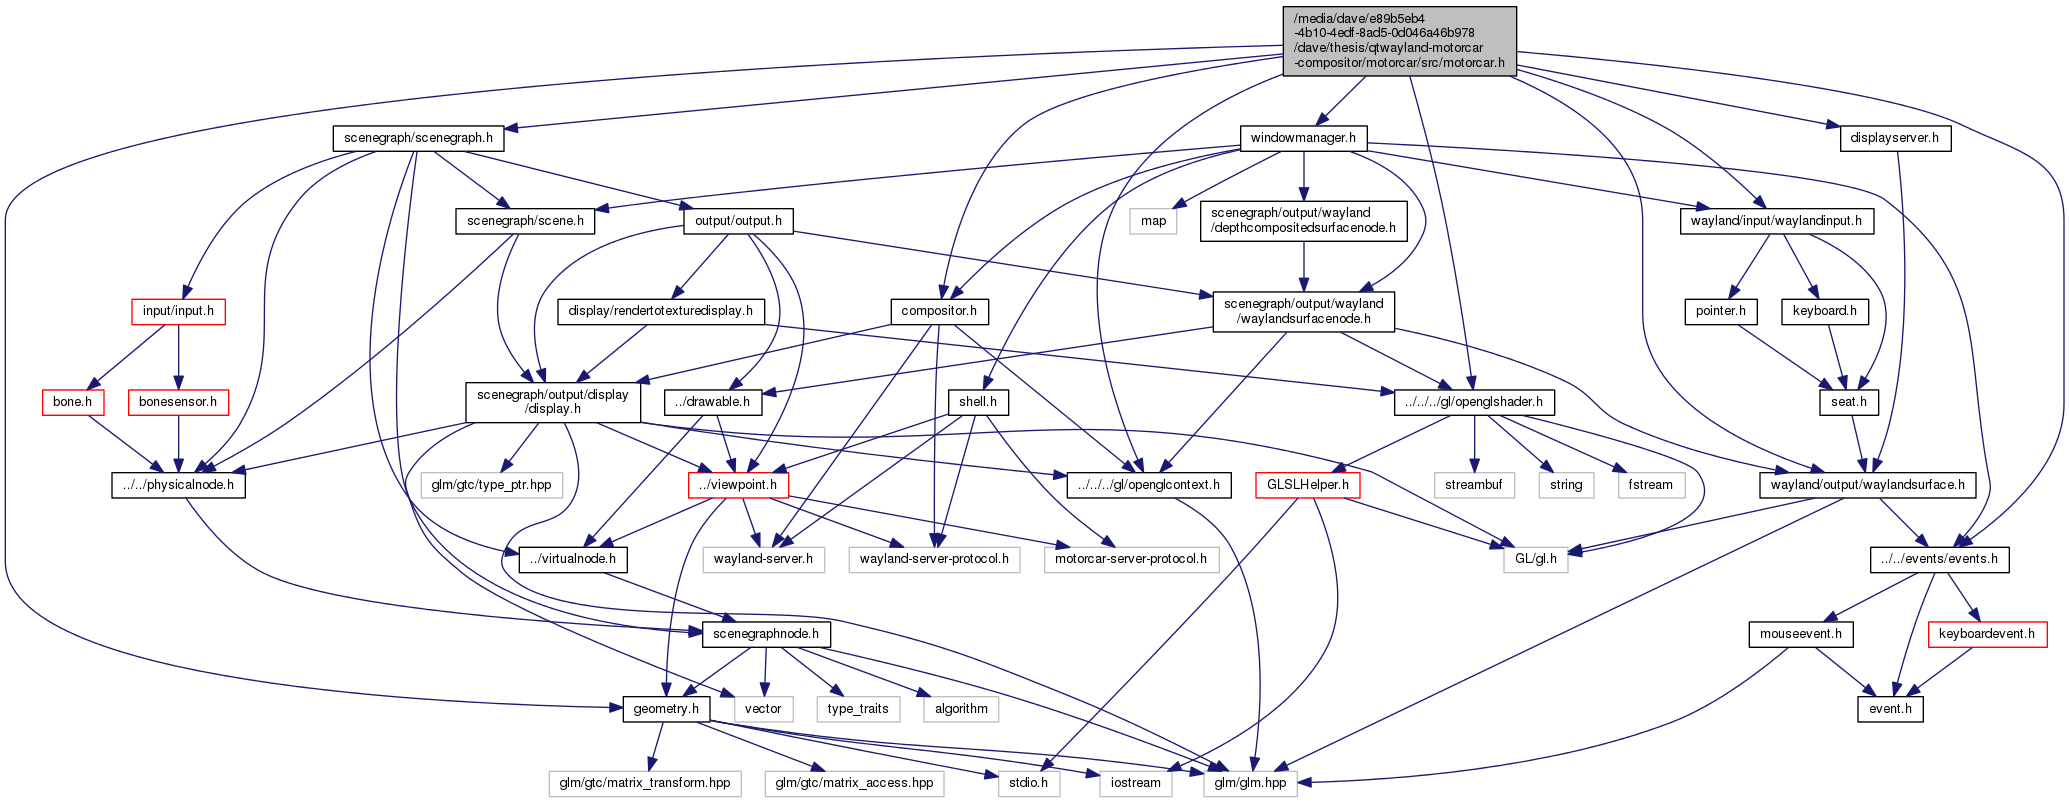 /media/dave/e89b5eb4
-4b10-4edf-8ad5-0d046a46b978
/dave/thesis/qtwayland-motorcar
-compositor/motorcar/src/motorcar.h
scenegraph/scenegraph.h
windowmanager.h
displayserver.h
scenegraph/scene.h
output/output.h
map
scenegraph/output/wayland
/depthcompositedsurfacenode.h
wayland/input/waylandinput.h
input/input.h
display/rendertotexturedisplay.h
compositor.h
scenegraph/output/wayland
/waylandsurfacenode.h
pointer.h
keyboard.h
bone.h
bonesensor.h
scenegraph/output/display
/display.h
../drawable.h
shell.h
../../../gl/openglshader.h
seat.h
../../physicalnode.h
glm/gtc/type_ptr.hpp
../viewpoint.h
../../../gl/openglcontext.h
GLSLHelper.h
streambuf
string
fstream
wayland/output/waylandsurface.h
../virtualnode.h
wayland-server.h
wayland-server-protocol.h
motorcar-server-protocol.h
GL/gl.h
../../events/events.h
scenegraphnode.h
mouseevent.h
keyboardevent.h
geometry.h
vector
type_traits
algorithm
event.h
glm/gtc/matrix_transform.hpp
glm/gtc/matrix_access.hpp
stdio.h
iostream
glm/glm.hpp